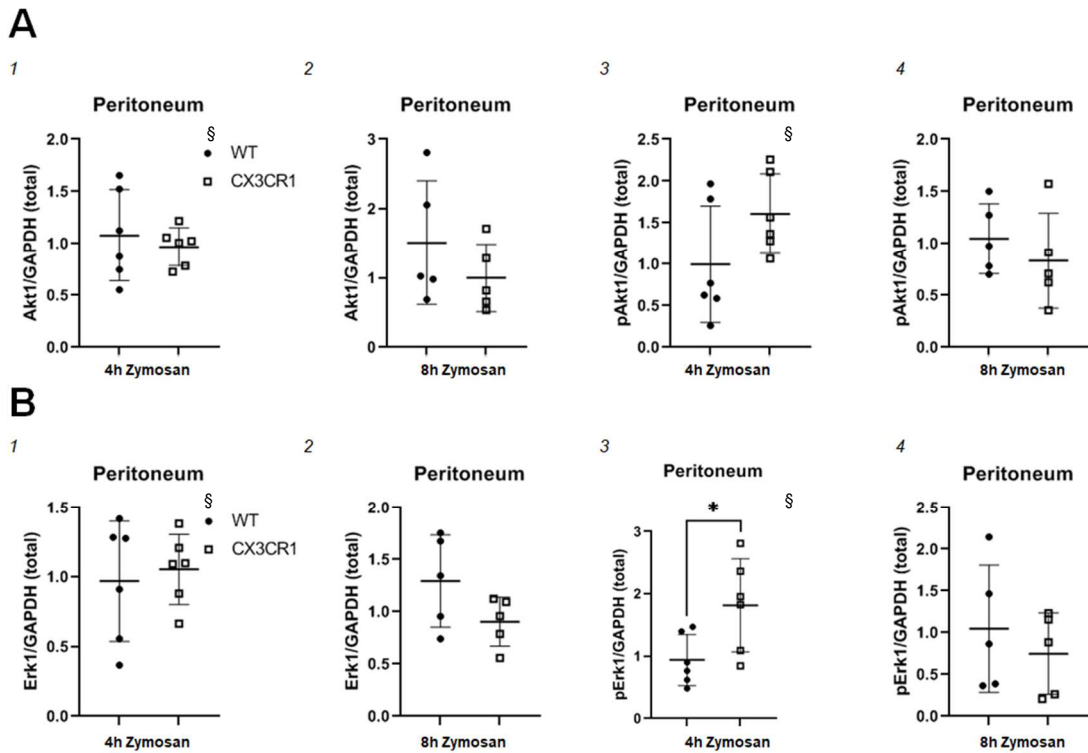 A
1
Peritoneum
§
WT
CX3CR1
Akt1/GAPDH (total)
2.0
1.5
1.0
0.5
0.0
4h Zymosan
2
Peritoneum
Akt1/GAPDH (total)
3
2
1
0
8h Zymosan
3
Peritoneum
§
pAkt1/GAPDH (total)
2.5
2.0
1.5
1.0
0.5
0.0
4h Zymosan
4
Peritoneum
pAkt1/GAPDH (total)
2.0
1.5
1.0
0.5
0.0
8h Zymosan
B
1
Peritoneum
§
WT
CX3CR1
Erk1/GAPDH (total)
1.5
1.0
0.5
0.0
4h Zymosan
2
Peritoneum
Erk1/GAPDH (total)
2.0
1.5
1.0
0.5
0.0
8h Zymosan
3
Peritoneum
§
*
pErk1/GAPDH (total)
3
2
1
0
4h Zymosan
4
Peritoneum
pErk1/GAPDH (total)
2.5
2.0
1.5
1.0
0.5
0.0
8h Zymosan